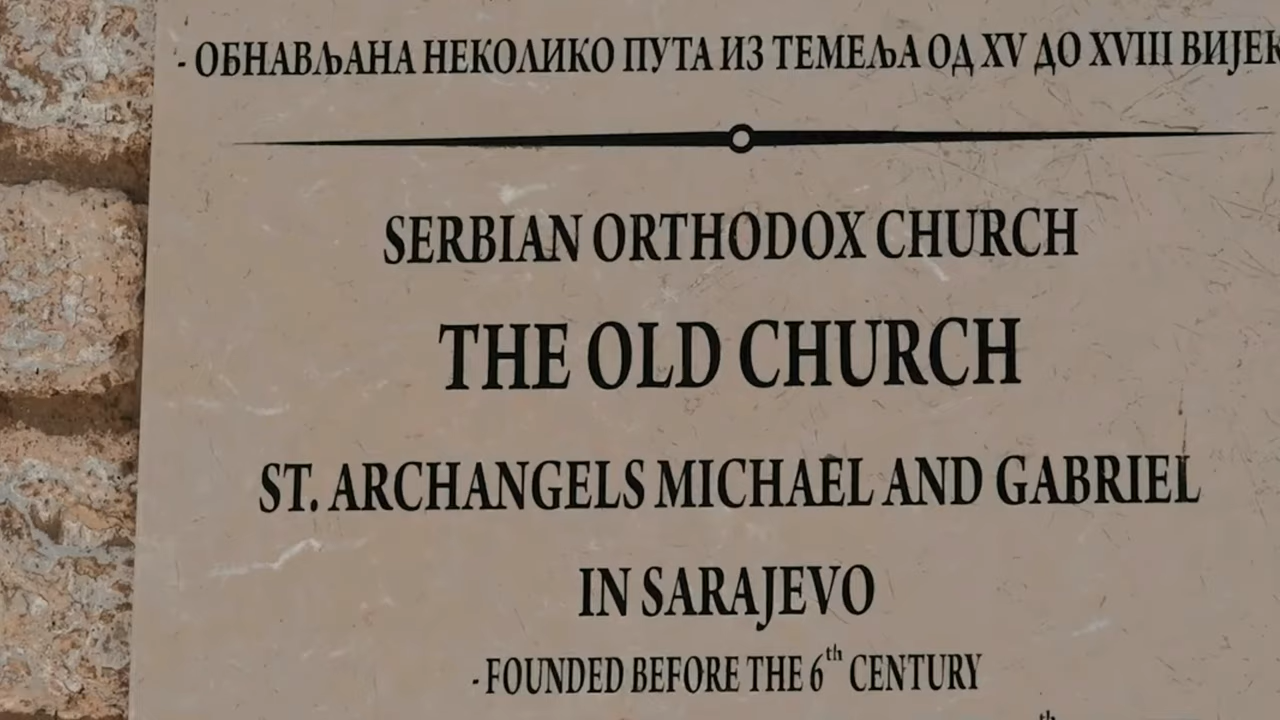 - ОБНАВЉАНА НЕКОЛИКО ПУТА ИЗ ТЕМЕЉА ОД XV ДО XVIII
SERBIAN ORTHODOX CHURCH
THE OLD CHURCH
ST. ARCHANGELS MICHAEL AND GABRIEL
IN SARAJEVO
- FOUNDED BEFORE THE 6th CENTURY
th